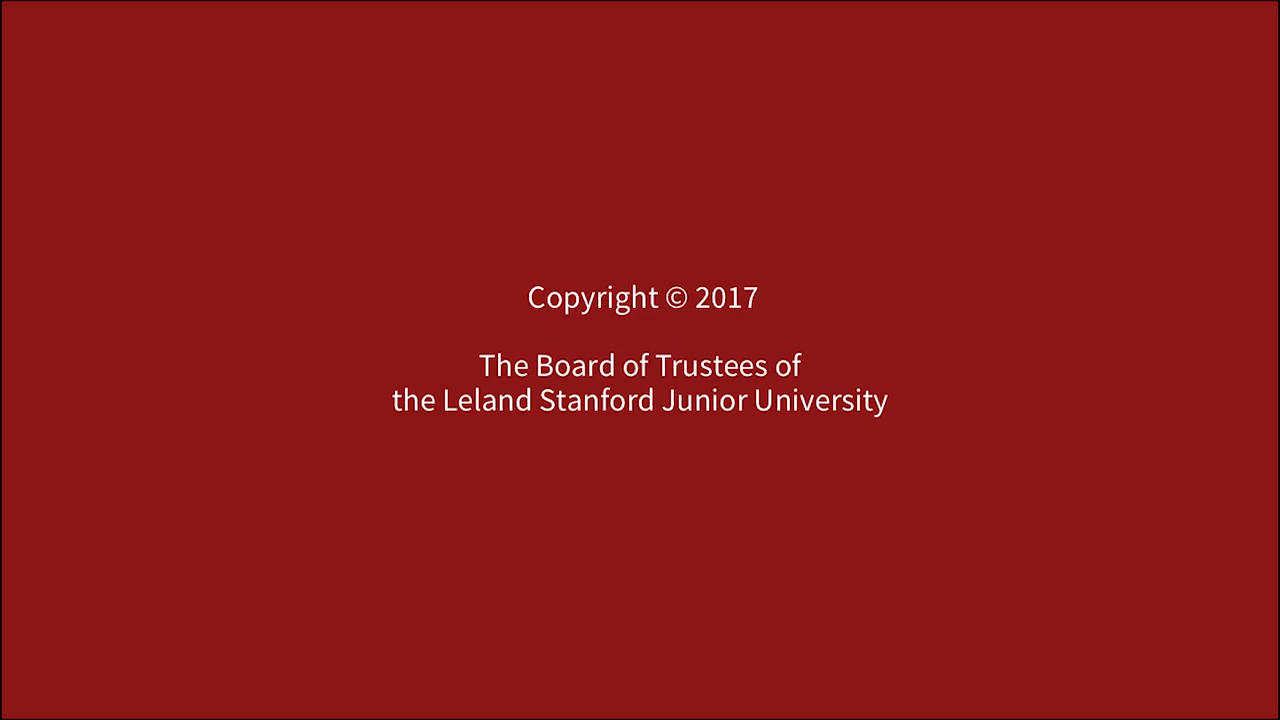 Copyright © 2017
The Board of Trustees of
the Leland Stanford Junior University